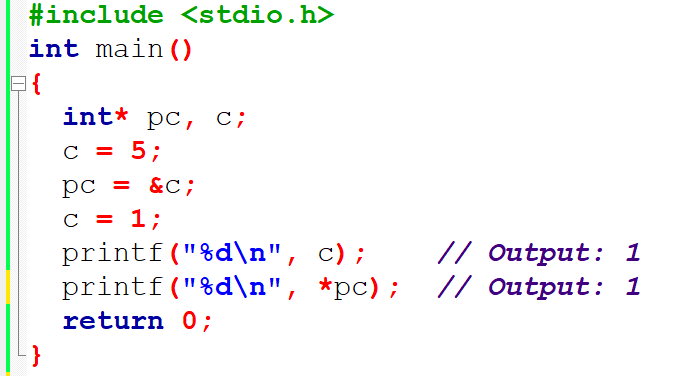 #include <stdio.h>
int main()
{
int* pc, c;
c = 5;
pc = &c;
c = 1;
printf("%d\n", c);    // Output: 1
printf("%d\n", *pc);  // Output: 1
return 0;
}